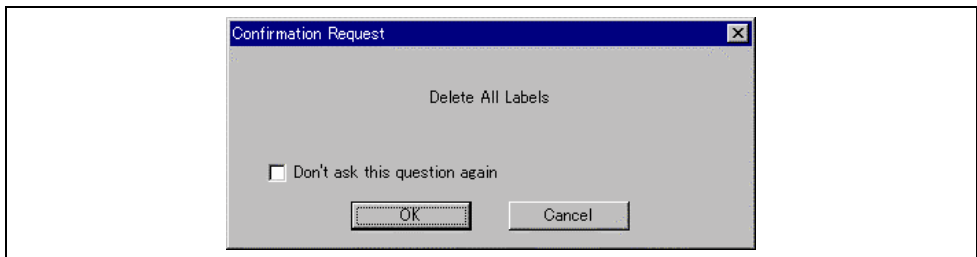 Confirmation Request
Delete All Labels
Don't ask this question again
OK Cancel